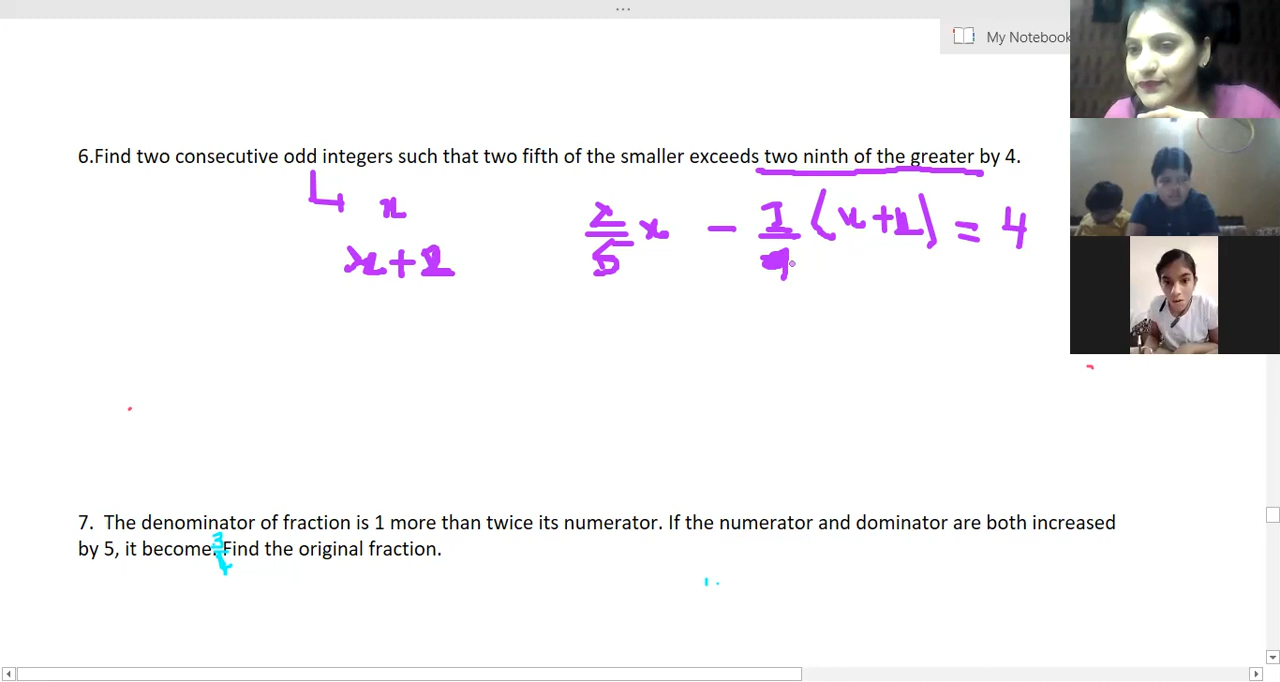 My Notebook
6.Find two consecutive odd integers such that two fifth of the smaller exceeds two ninth of the greater by 4.
x
x+2
2/5 x - 2/9 (x+2) = 4
7. The denominator of fraction is 1 more than twice its numerator. If the numerator and dominator are both increased
by 5, it become. 3/4 Find the original fraction.